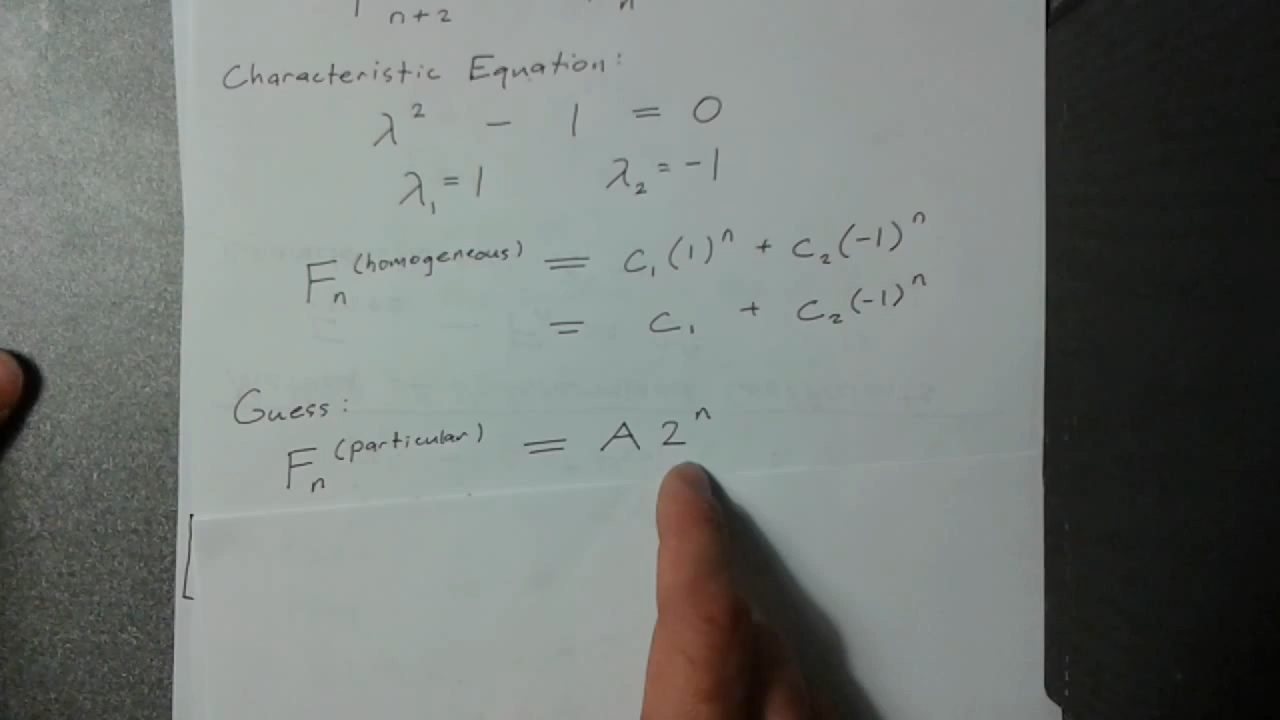 n+2 n
Characteristic Equation:
λ² - 1 = 0
λ₁ = 1 λ₂ = -1
Fₙ^(homogeneous) = c₁(1)ⁿ + c₂(-1)ⁿ
= c₁ + c₂(-1)ⁿ
Guess:
Fₙ^(particular) = A 2ⁿ